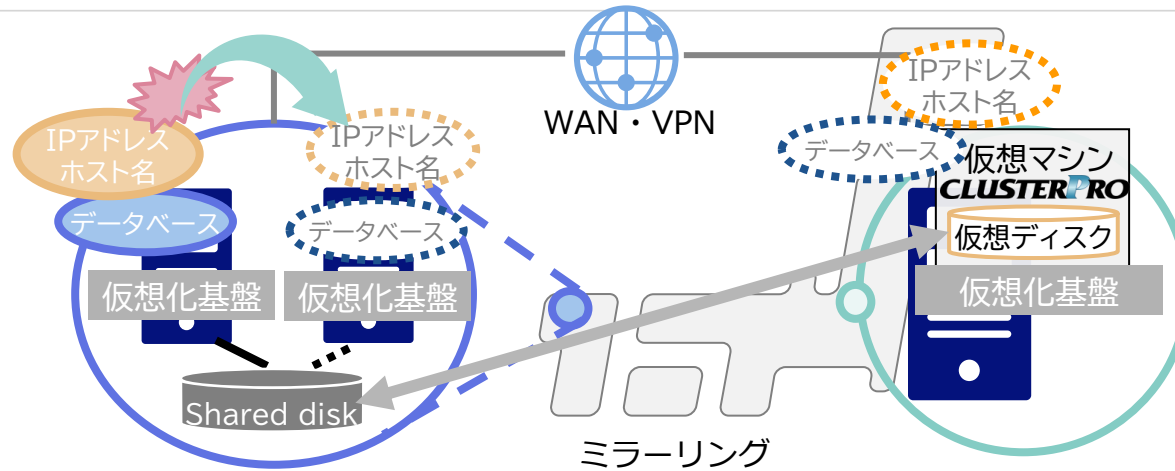 IPアドレス
ホスト名
データベース
仮想化基盤
IPアドレス
ホスト名
データベース
仮想化基盤
Shared disk
WAN・VPN
ミラーリング
IPアドレス
ホスト名
データベース
仮想マシン
CLUSTERPRO
仮想ディスク
仮想化基盤